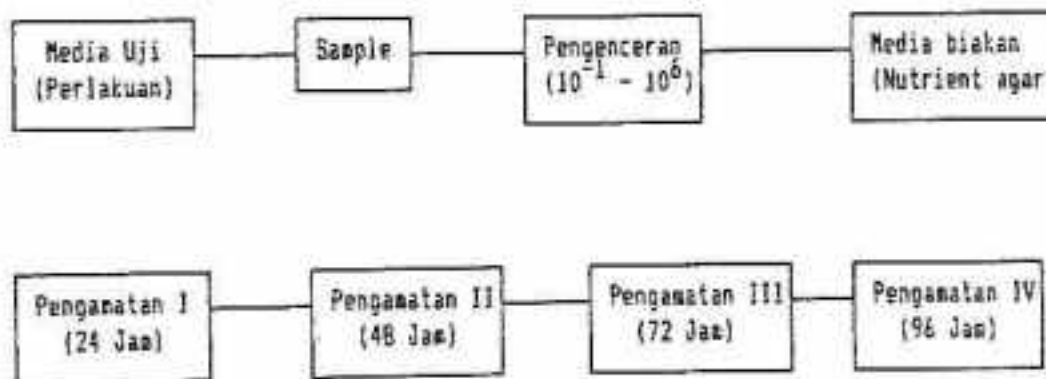 Media Uji
(Perlakuan)
Sample
Pengenceran
(10⁻¹ - 10⁶)
Media biakan
(Nutrient agar
Pengamatan I
(24 Jam)
Pengamatan II
(48 Jam)
Pengamatan III
(72 Jam)
Pengamatan IV
(96 Jam)